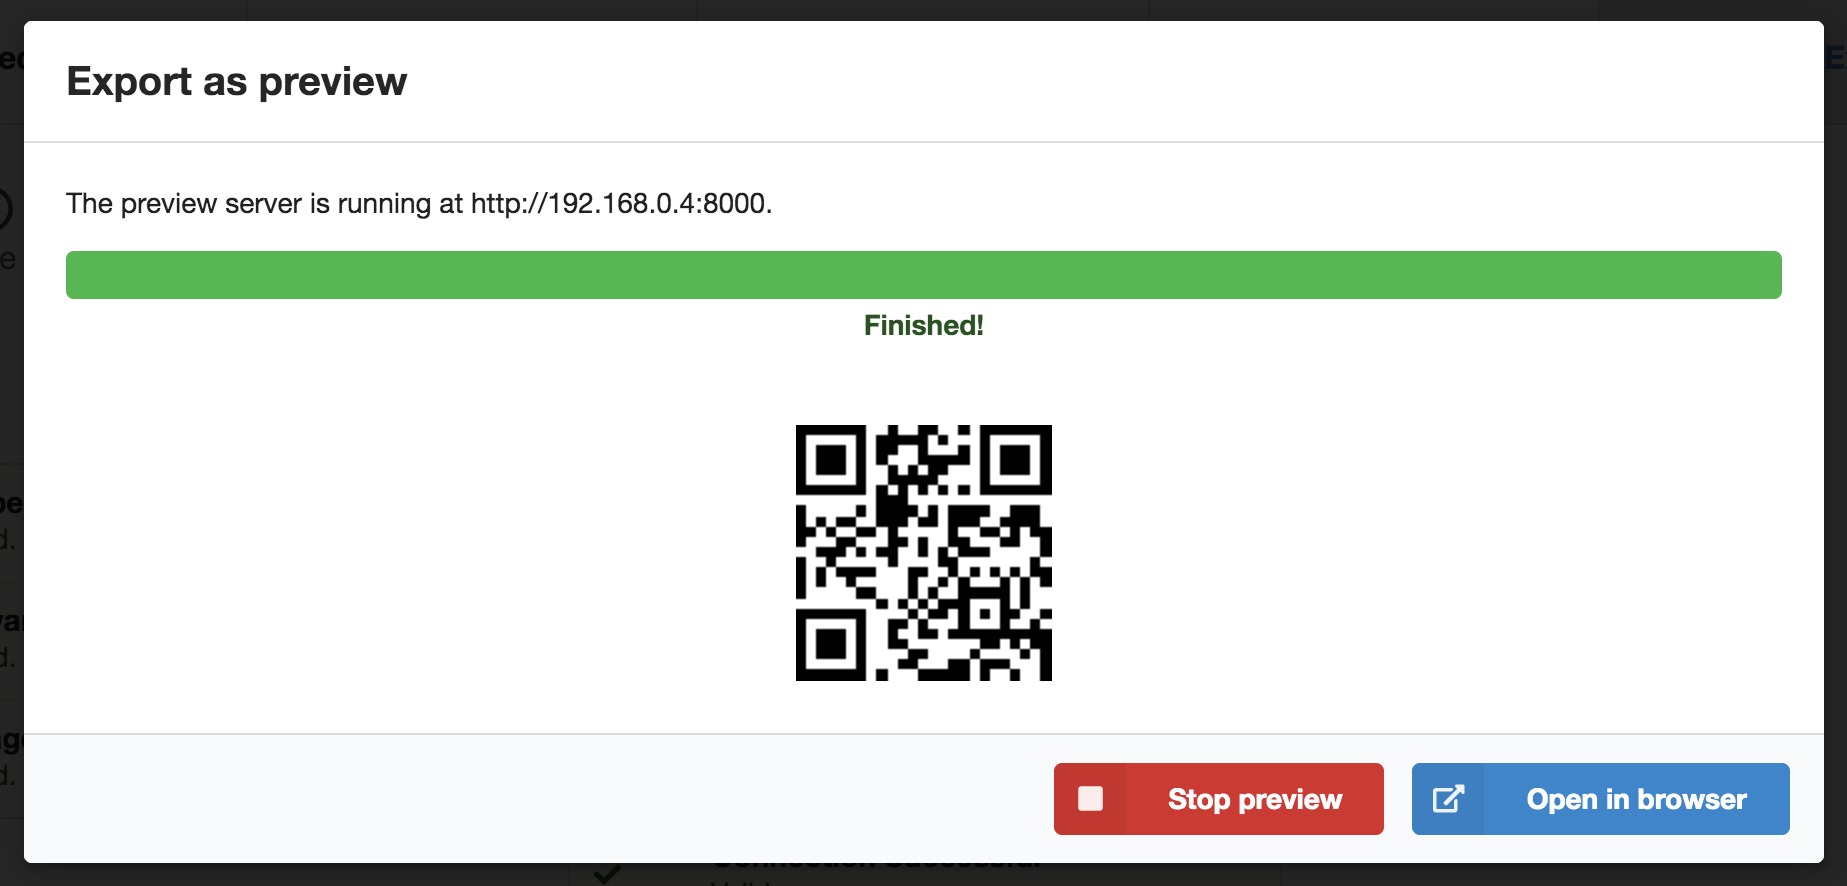 Export as preview
The preview server is running at http://192.168.0.4:8000.
Finished!
Stop preview
Open in browser